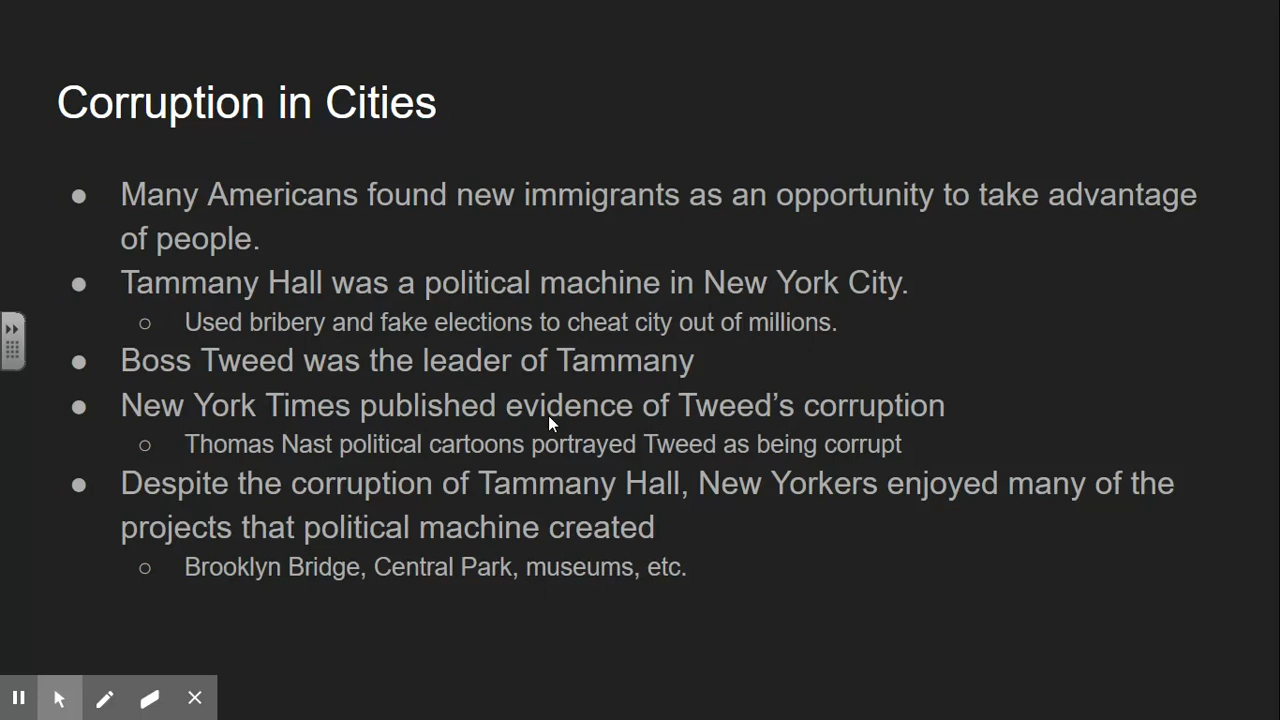 Corruption in Cities
● Many Americans found new immigrants as an opportunity to take advantage
of people.
● Tammany Hall was a political machine in New York City.
○ Used bribery and fake elections to cheat city out of millions.
● Boss Tweed was the leader of Tammany
● New York Times published evidence of Tweed's corruption
○ Thomas Nast political cartoons portrayed Tweed as being corrupt
● Despite the corruption of Tammany Hall, New Yorkers enjoyed many of the
projects that political machine created
○ Brooklyn Bridge, Central Park, museums, etc.